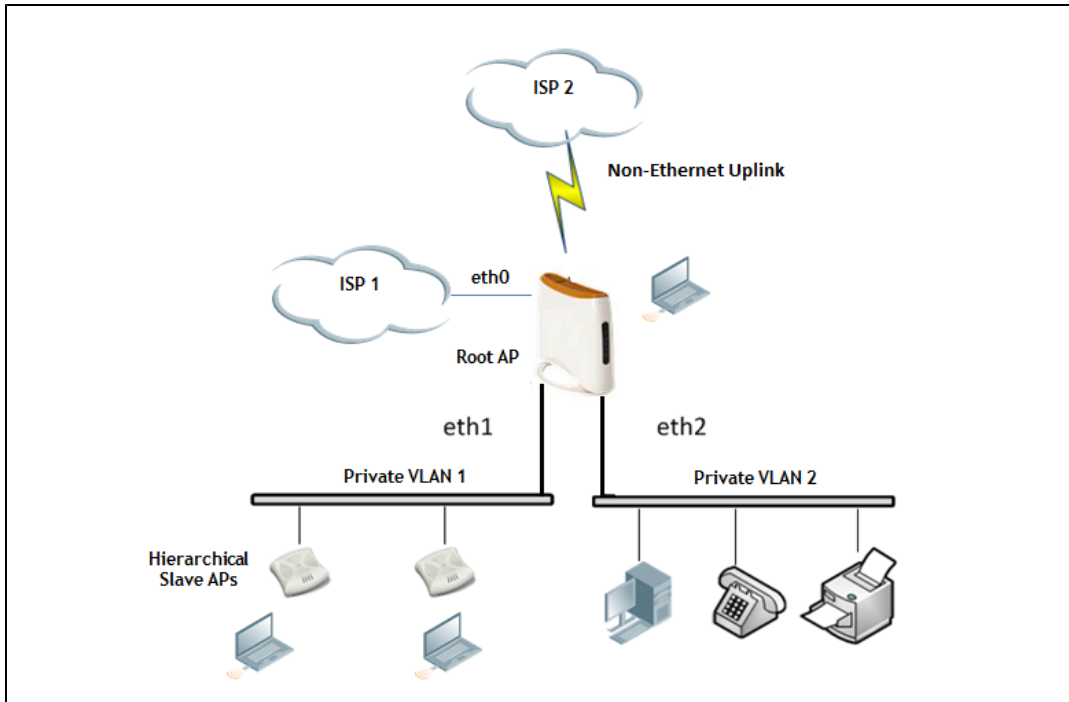 ISP 2
Non-Ethernet Uplink
ISP 1
eth0
Root AP
eth1
eth2
Private VLAN 1
Private VLAN 2
Hierarchical
Slave APs